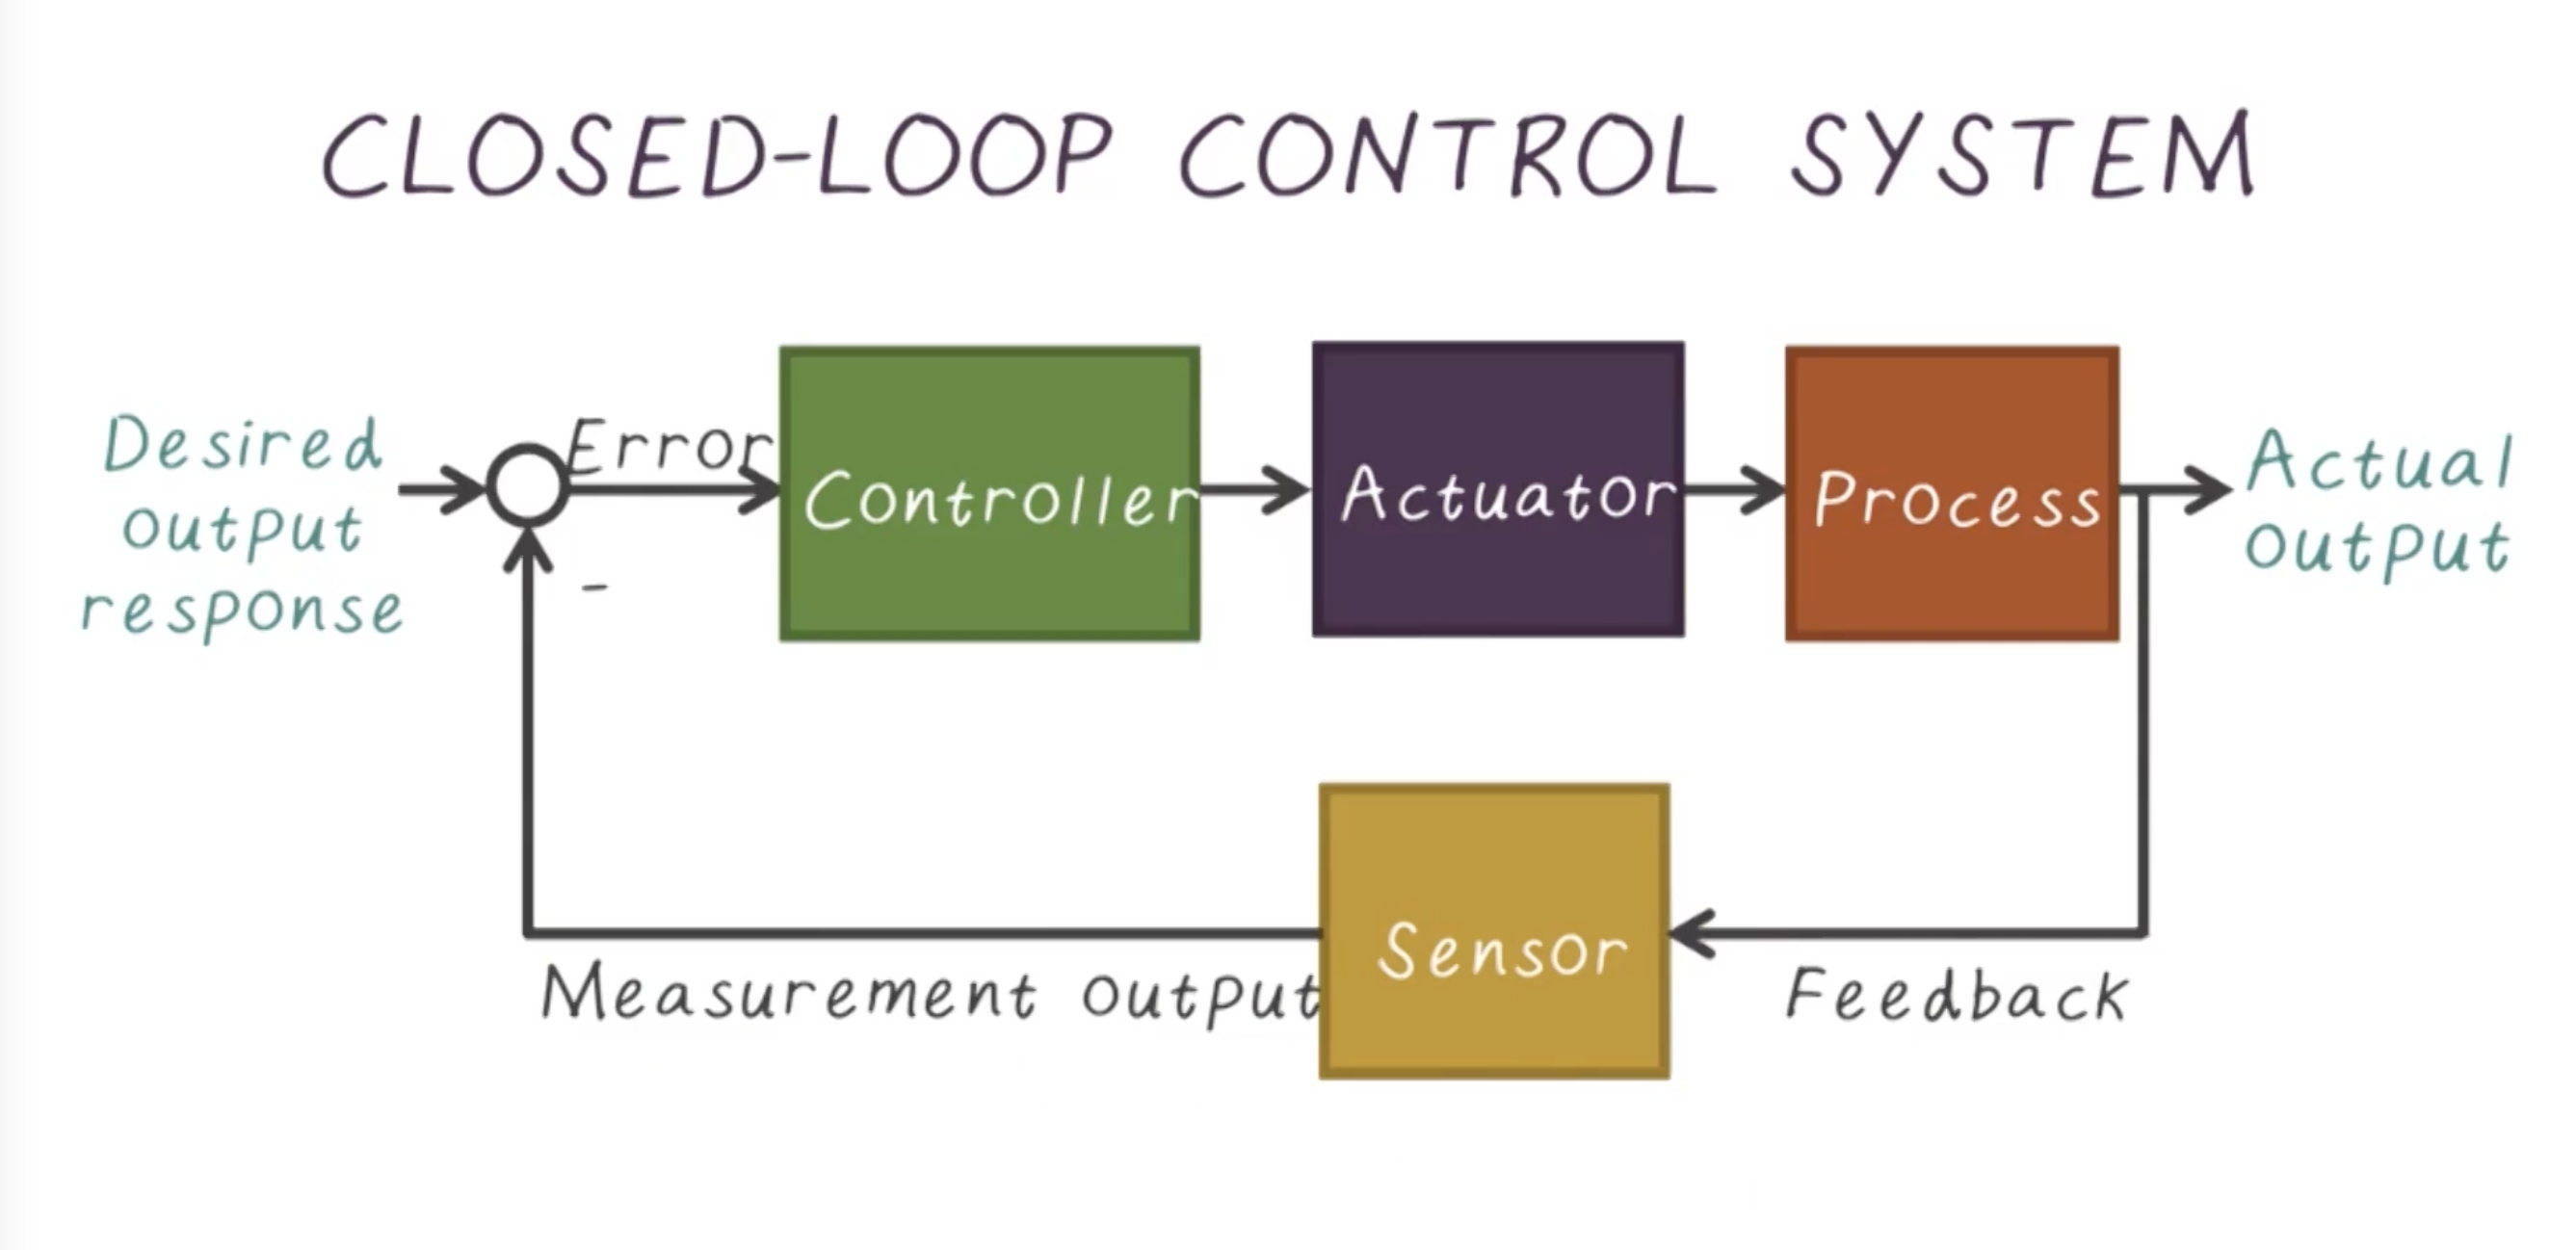 CLOSED-LOOP CONTROL SYSTEM
Desired
output
response
Error
-
Controller
Actuator
Process
Actual
output
Sensor
Measurement output
Feedback